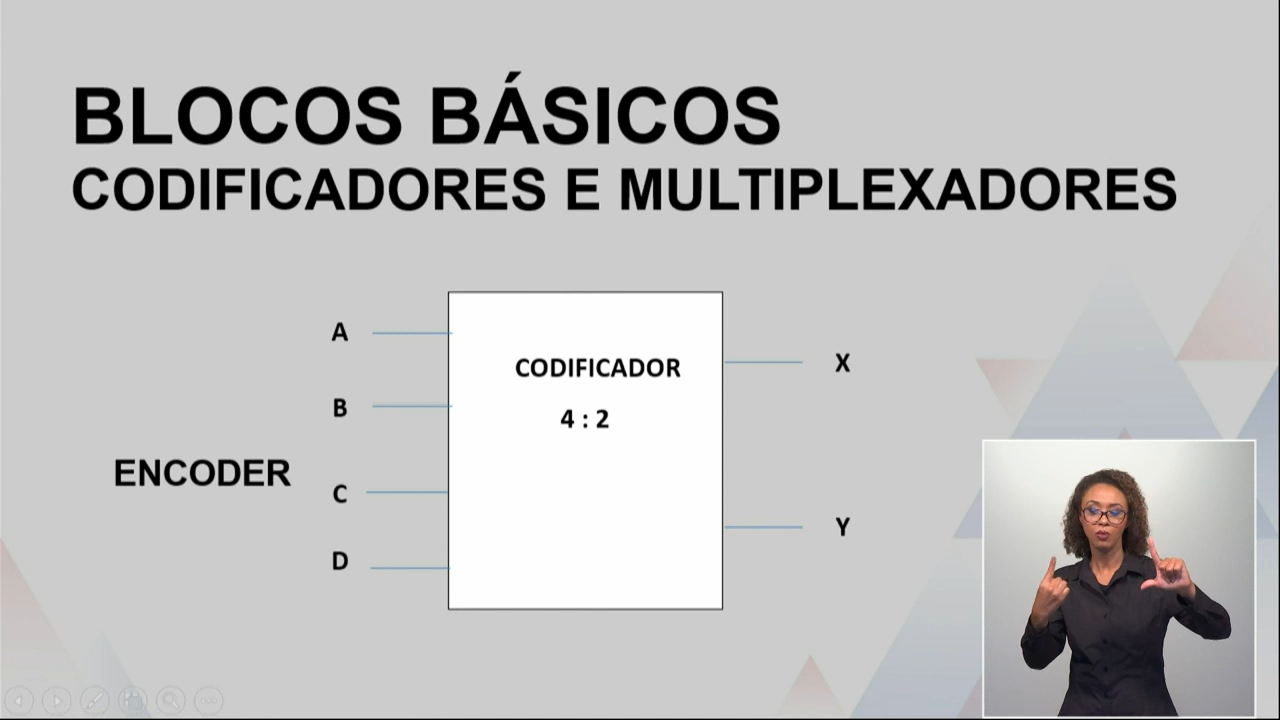 BLOCOS BÁSICOS
CODIFICADORES E MULTIPLEXADORES
A
CODIFICADOR
X
B
4 : 2
ENCODER
C
Y
D